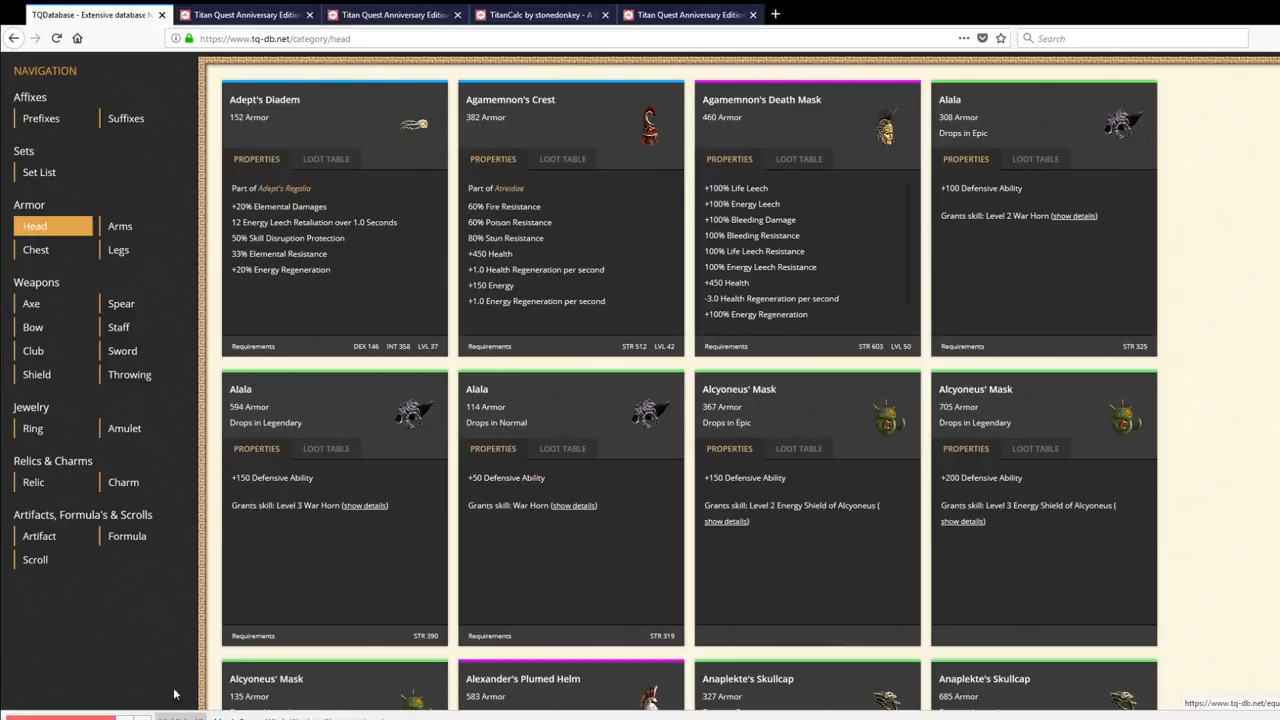 TQDatabase - Extensive database f
Titan Quest Anniversary Editio
Titan Quest Anniversary Editio
TitanCalc by stonedonkey - A
Titan Quest Anniversary Editio
https://www.tq-db.net/category/head
Search
NAVIGATION
Affixes
Prefixes Suffixes
Sets
Set List
Armor
Head Arms
Chest Legs
Weapons
Axe Spear
Bow Staff
Club Sword
Shield Throwing
Jewelry
Ring Amulet
Relics & Charms
Relic Charm
Artifacts, Formula's & Scrolls
Artifact Formula
Scroll
Adept's Diadem
152 Armor
PROPERTIES LOOT TABLE
Part of Adept's Regalia
+20% Elemental Damages
12 Energy Leech Retaliation over 1.0 Seconds
50% Skill Disruption Protection
33% Elemental Resistance
+20% Energy Regeneration
Requirements DEX 146 INT 358 LVL 37
Agamemnon's Crest
382 Armor
PROPERTIES LOOT TABLE
Part of Atreidae
60% Fire Resistance
60% Poison Resistance
80% Stun Resistance
+450 Health
+1.0 Health Regeneration per second
+150 Energy
+1.0 Energy Regeneration per second
Requirements STR 512 LVL 42
Agamemnon's Death Mask
460 Armor
PROPERTIES LOOT TABLE
+100% Life Leech
+100% Energy Leech
+100% Bleeding Damage
100% Bleeding Resistance
100% Life Leech Resistance
100% Energy Leech Resistance
+450 Health
-3.0 Health Regeneration per second
+100% Energy Regeneration
Requirements STR 603 LVL 50
Alala
308 Armor
Drops in Epic
PROPERTIES LOOT TABLE
+100 Defensive Ability
Grants skill: Level 2 War Horn (show details)
Requirements STR 325
Alala
594 Armor
Drops in Legendary
PROPERTIES LOOT TABLE
+150 Defensive Ability
Grants skill: Level 3 War Horn (show details)
Requirements STR 390
Alala
114 Armor
Drops in Normal
PROPERTIES LOOT TABLE
+50 Defensive Ability
Grants skill: War Horn (show details)
Requirements STR 319
Alcyoneus' Mask
367 Armor
Drops in Epic
PROPERTIES LOOT TABLE
+150 Defensive Ability
Grants skill: Level 2 Energy Shield of Alcyoneus (
show details)
Alcyoneus' Mask
705 Armor
Drops in Legendary
PROPERTIES LOOT TABLE
+200 Defensive Ability
Grants skill: Level 3 Energy Shield of Alcyoneus (
show details)
Alcyoneus' Mask
135 Armor
Alexander's Plumed Helm
583 Armor
Anaplekte's Skullcap
327 Armor
Anaplekte's Skullcap
685 Armor
https://www.tq-db.net/equ